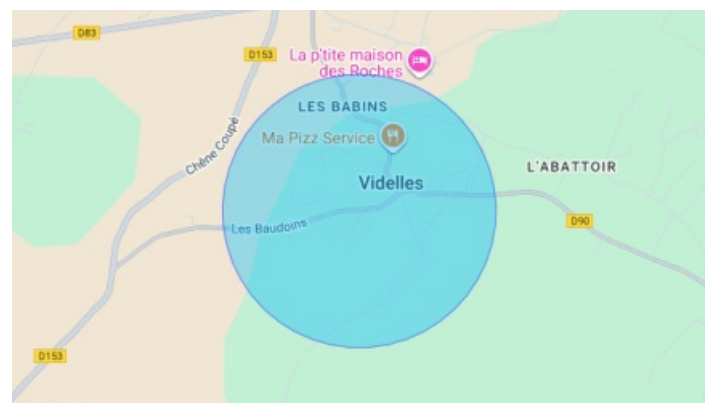 D83
D153
La p'tite maison
des Roches
LES BABINS
Ma Pizz Service
Chêne Coupé
L'ABATTOIR
Videlles
Les Baudoins
D90
D153